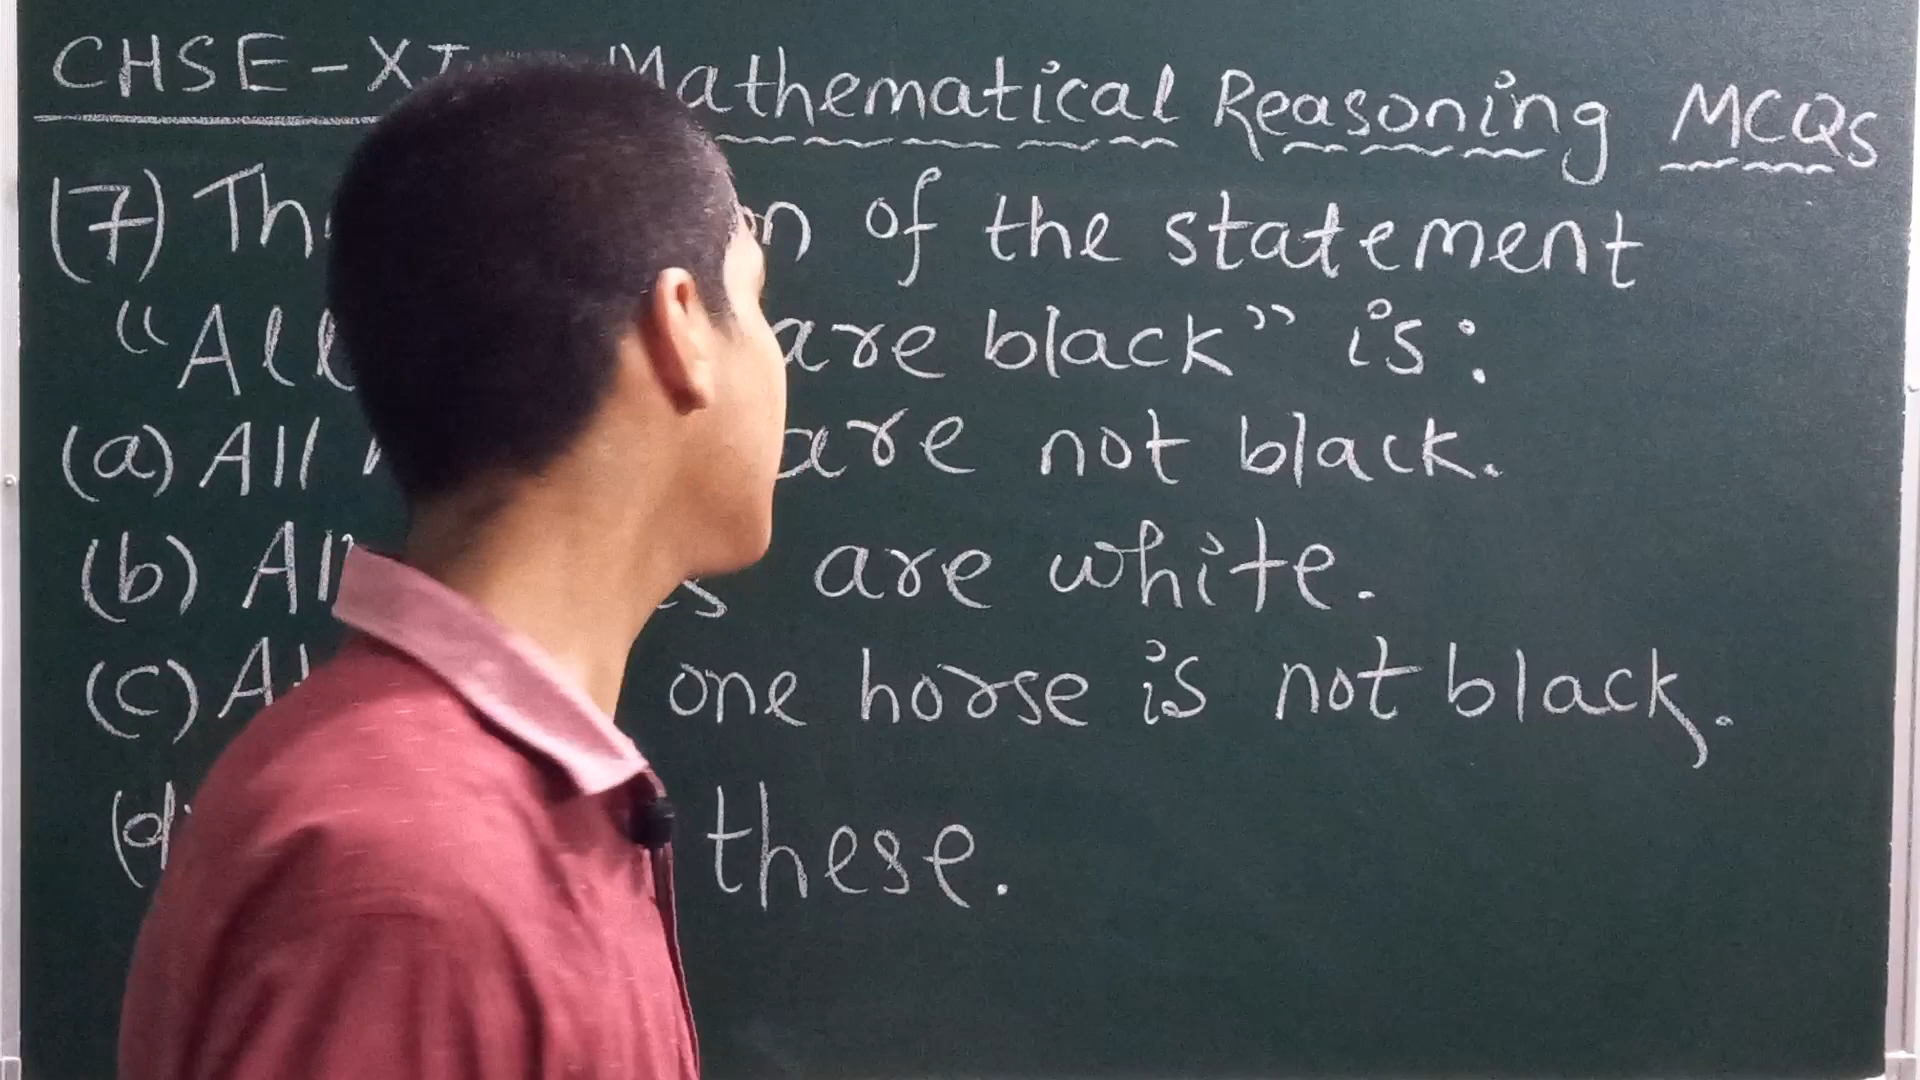 CHSE-XI Mathematical Reasoning MCQs
(7) The of the statement
"All are black" is:
(a) All are not black.
(b) All are white.
(c) one horse is not black.
(d) these.